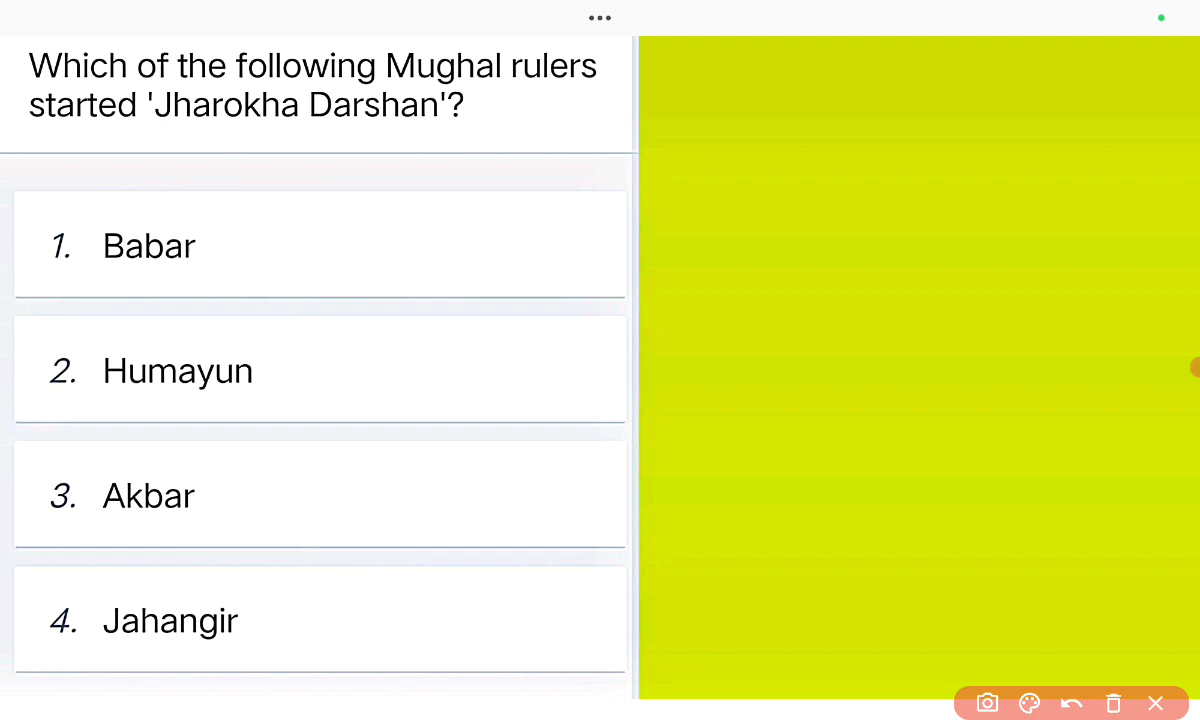 Which of the following Mughal rulers
started 'Jharokha Darshan'?
1. Babar
2. Humayun
3. Akbar
4. Jahangir